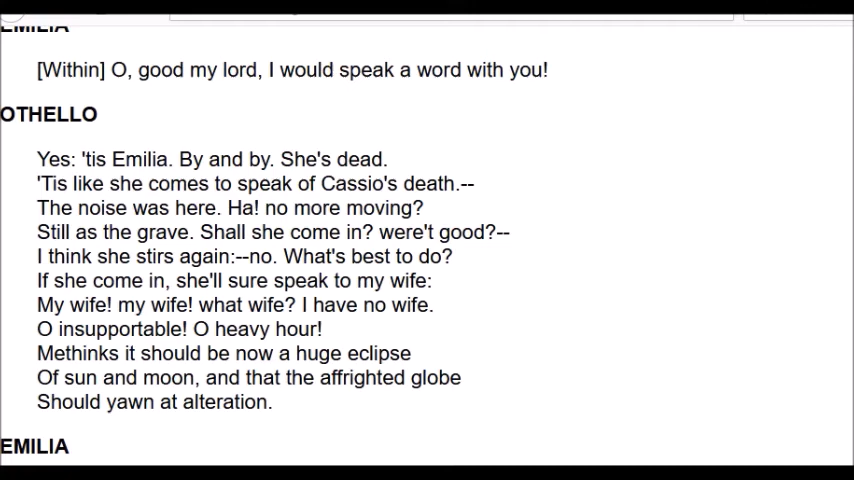 EMILIA
[Within] O, good my lord, I would speak a word with you!
OTHELLO
Yes: 'tis Emilia. By and by. She's dead.
'Tis like she comes to speak of Cassio's death.--
The noise was here. Ha! no more moving?
Still as the grave. Shall she come in? were't good?--
I think she stirs again:--no. What's best to do?
If she come in, she'll sure speak to my wife:
My wife! my wife! what wife? I have no wife.
O insupportable! O heavy hour!
Methinks it should be now a huge eclipse
Of sun and moon, and that the affrighted globe
Should yawn at alteration.
EMILIA